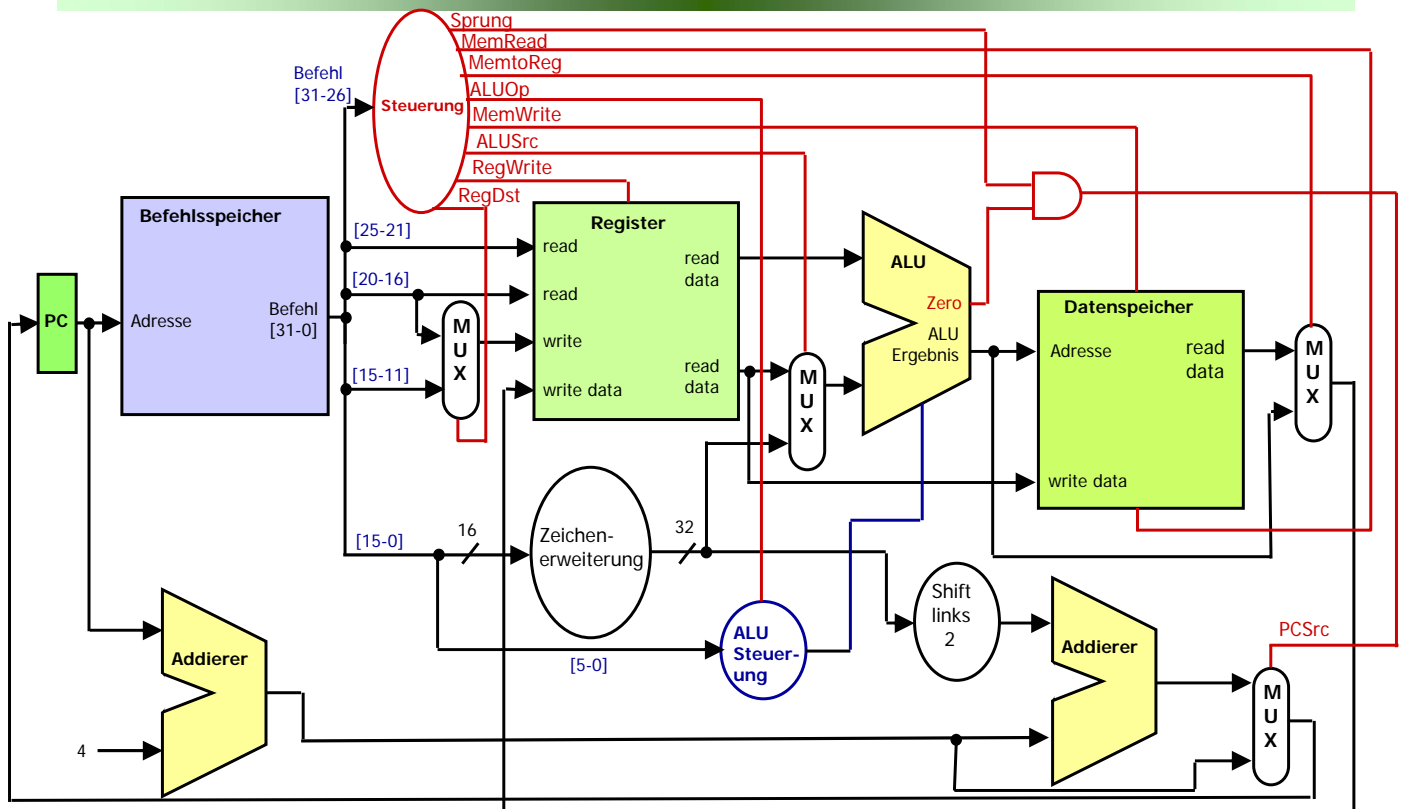 Sprung
MemRead
MemtoReg
ALUOp
MemWrite
ALUSrc
RegWrite
RegDst
Befehl
[31-26]
Steuerung
Befehlsspeicher
Adresse
Befehl
[31-0]
PC
[25-21]
[20-16]
[15-11]
[15-0]
M
U
X
Register
read
read
write
write data
read
data
read
data
M
U
X
ALU
Zero
ALU
Ergebnis
Datenspeicher
Adresse
read
data
write data
M
U
X
16
Zeichen-
erweiterung
32
[5-0]
ALU
Steuer-
ung
Shift
links
2
Addierer
4
Addierer
PCSrc
M
U
X